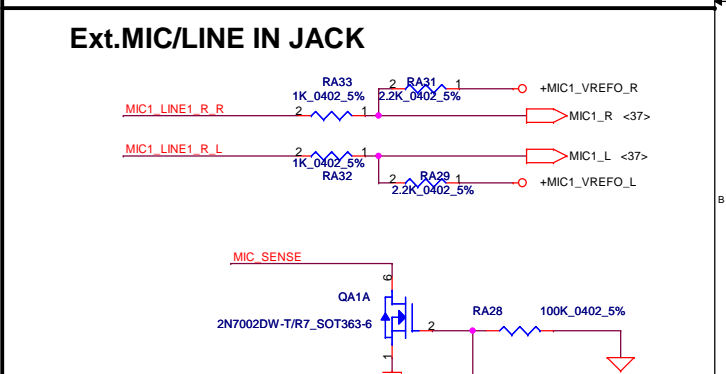 Ext.MIC/LINE IN JACK
RA33
1K_0402_5%
2 RA31 1
2.2K_0402_5%
+MIC1_VREFO_R
MIC1_LINE1_R_R
2 1
MIC1_R <37>
MIC1_LINE1_R_L
2 1
1K_0402_5%
RA32
MIC1_L <37>
2 RA29 1
2.2K_0402_5%
+MIC1_VREFO_L
B
MIC_SENSE
6
QA1A
2N7002DW-T/R7_SOT363-6
2
1
RA28
100K_0402_5%